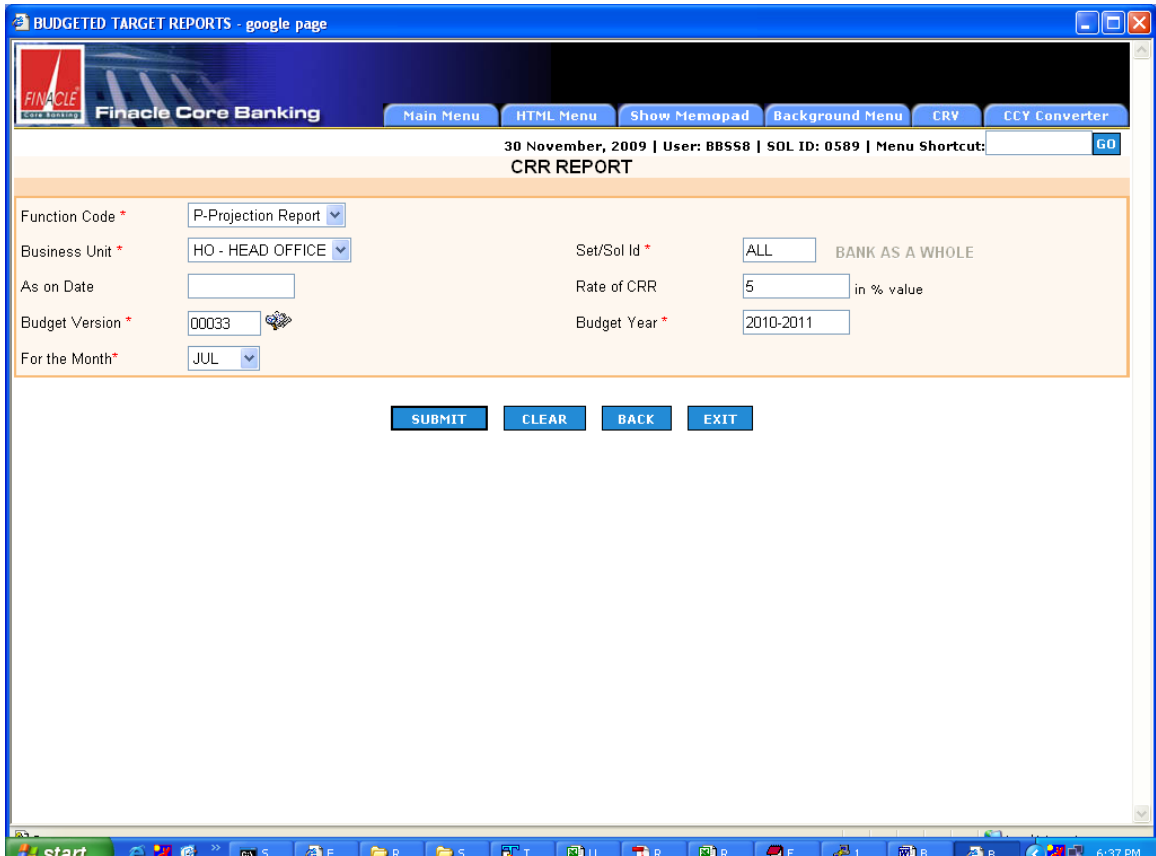 BUDGETED TARGET REPORTS - google page
FINACLE
Core Banking
Finacle Core Banking
Main Menu HTML Menu Show Memopad Background Menu CRV CCY Converter
30 November, 2009 | User: BBSS8 | SOL ID: 0589 | Menu Shortcut: GO
CRR REPORT
Function Code * P-Projection Report
Business Unit * HO - HEAD OFFICE Set/Sol Id * ALL BANK AS A WHOLE
As on Date Rate of CRR 5 in % value
Budget Version * 00033 Budget Year * 2010-2011
For the Month* JUL
SUBMIT CLEAR BACK EXIT
start » S E R S T U R R F 1 B B 6:37 PM